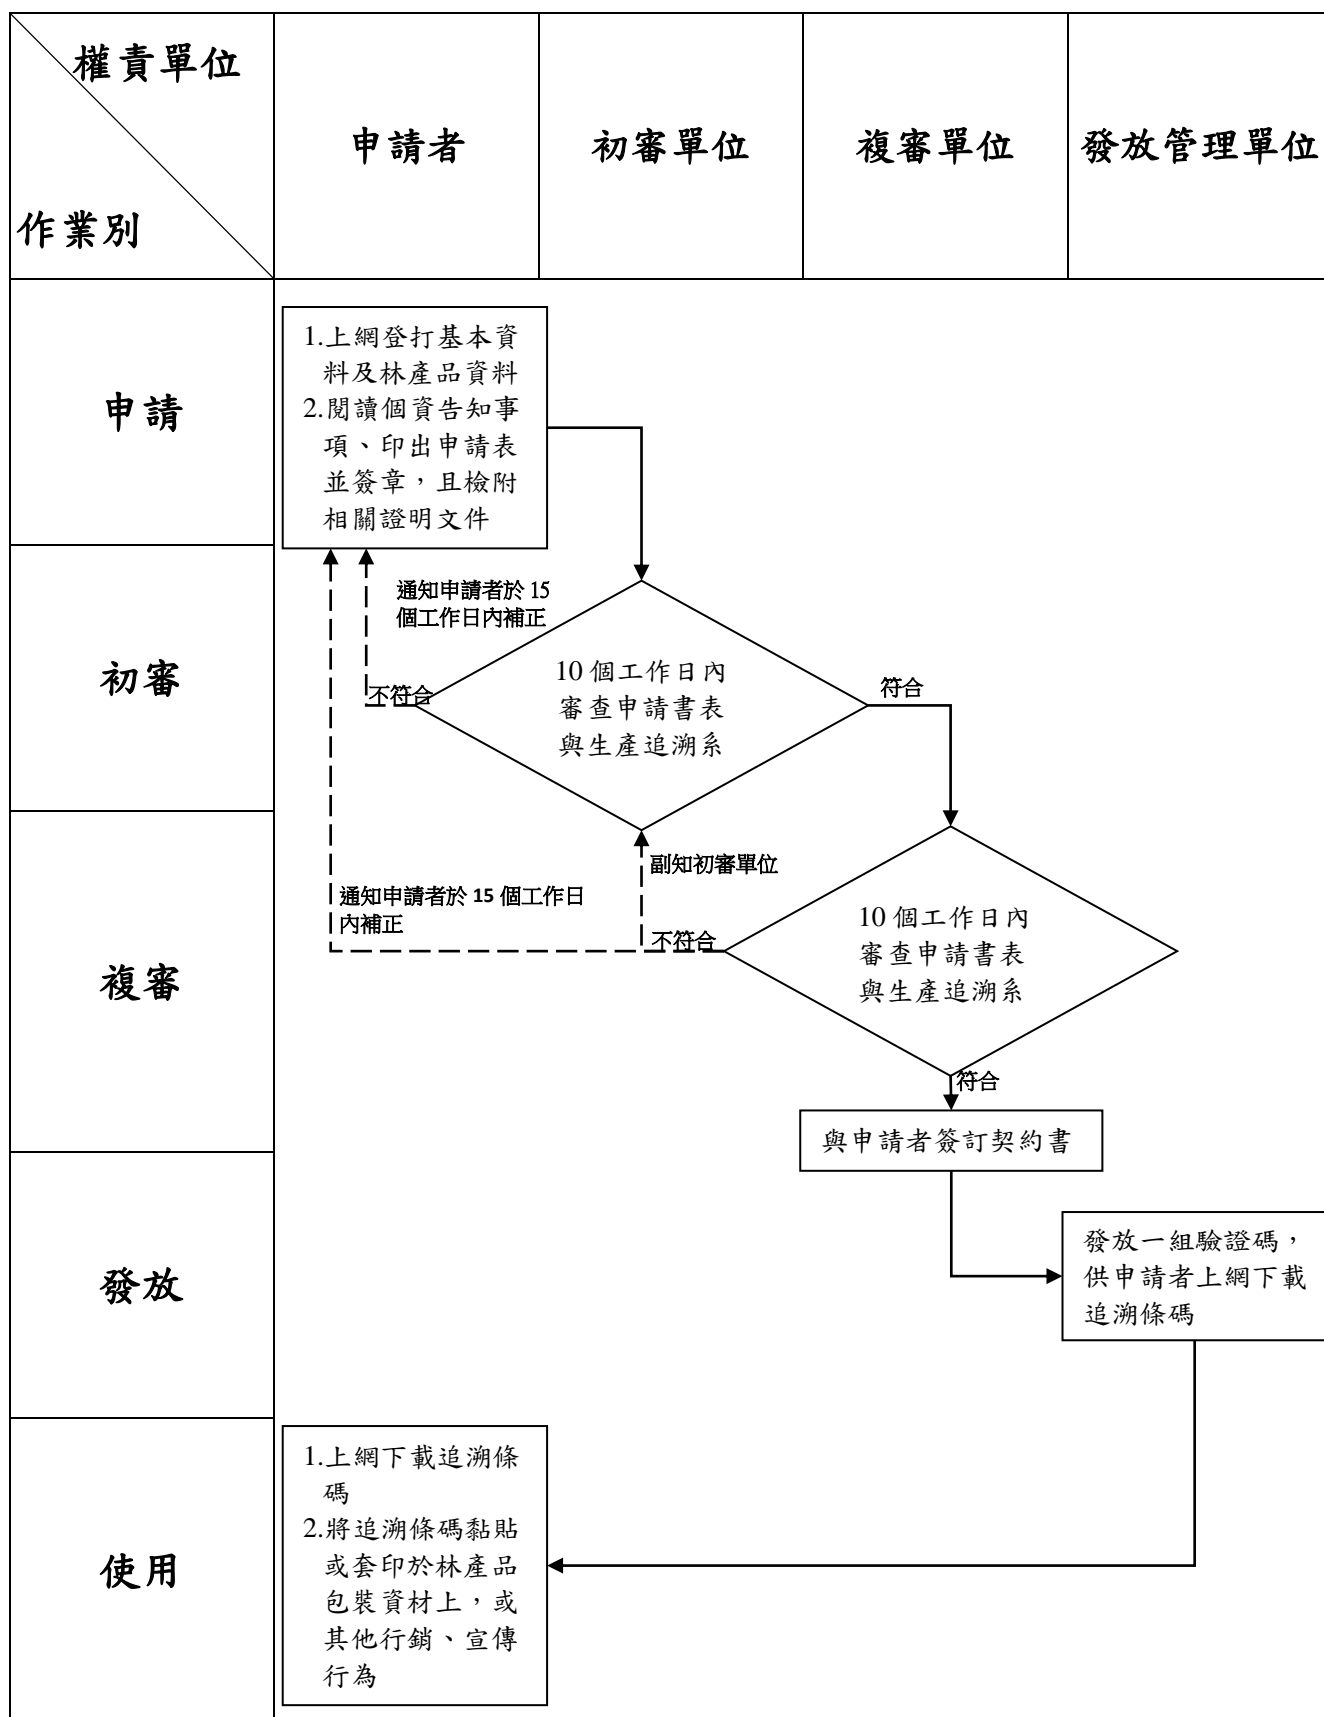 權責單位
作業別
申請者
初審單位
複審單位
發放管理單位
申請
1.上網登打基本資
料及林產品資料
2.閱讀個資告知事
項、印出申請表
並簽章,且檢附
相關證明文件
初審
通知申請者於 15
個工作日內補正
不符合
10 個工作日內
審查申請書表
與生產追溯系
符合
複審
副知初審單位
通知申請者於 15 個工作日
內補正
不符合
10 個工作日內
審查申請書表
與生產追溯系
符合
與申請者簽訂契約書
發放
發放一組驗證碼,
供申請者上網下載
追溯條碼
使用
1.上網下載追溯條
碼
2.將追溯條碼黏貼
或套印於林產品
包裝資材上,或
其他行銷、宣傳
行為